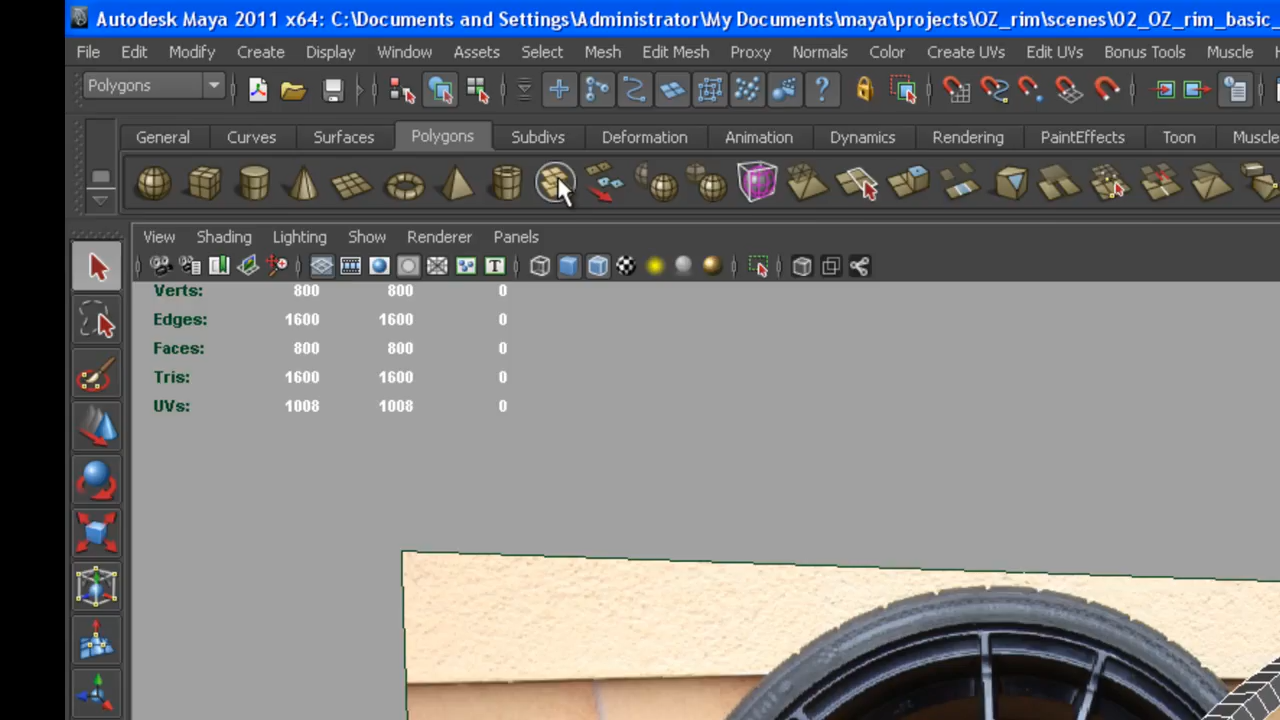 Autodesk Maya 2011 x64: C:\Documents and Settings\Administrator\My Documents\maya\projects\OZ_rim\scenes\02_OZ_rim_basic_
File Edit Modify Create Display Window Assets Select Mesh Edit Mesh Proxy Normals Color Create UVs Edit UVs Bonus Tools Muscle
Polygons
General Curves Surfaces Polygons Subdivs Deformation Animation Dynamics Rendering PaintEffects Toon Muscle
View Shading Lighting Show Renderer Panels
Verts: 800 800 0
Edges: 1600 1600 0
Faces: 800 800 0
Tris: 1600 1600 0
UVs: 1008 1008 0